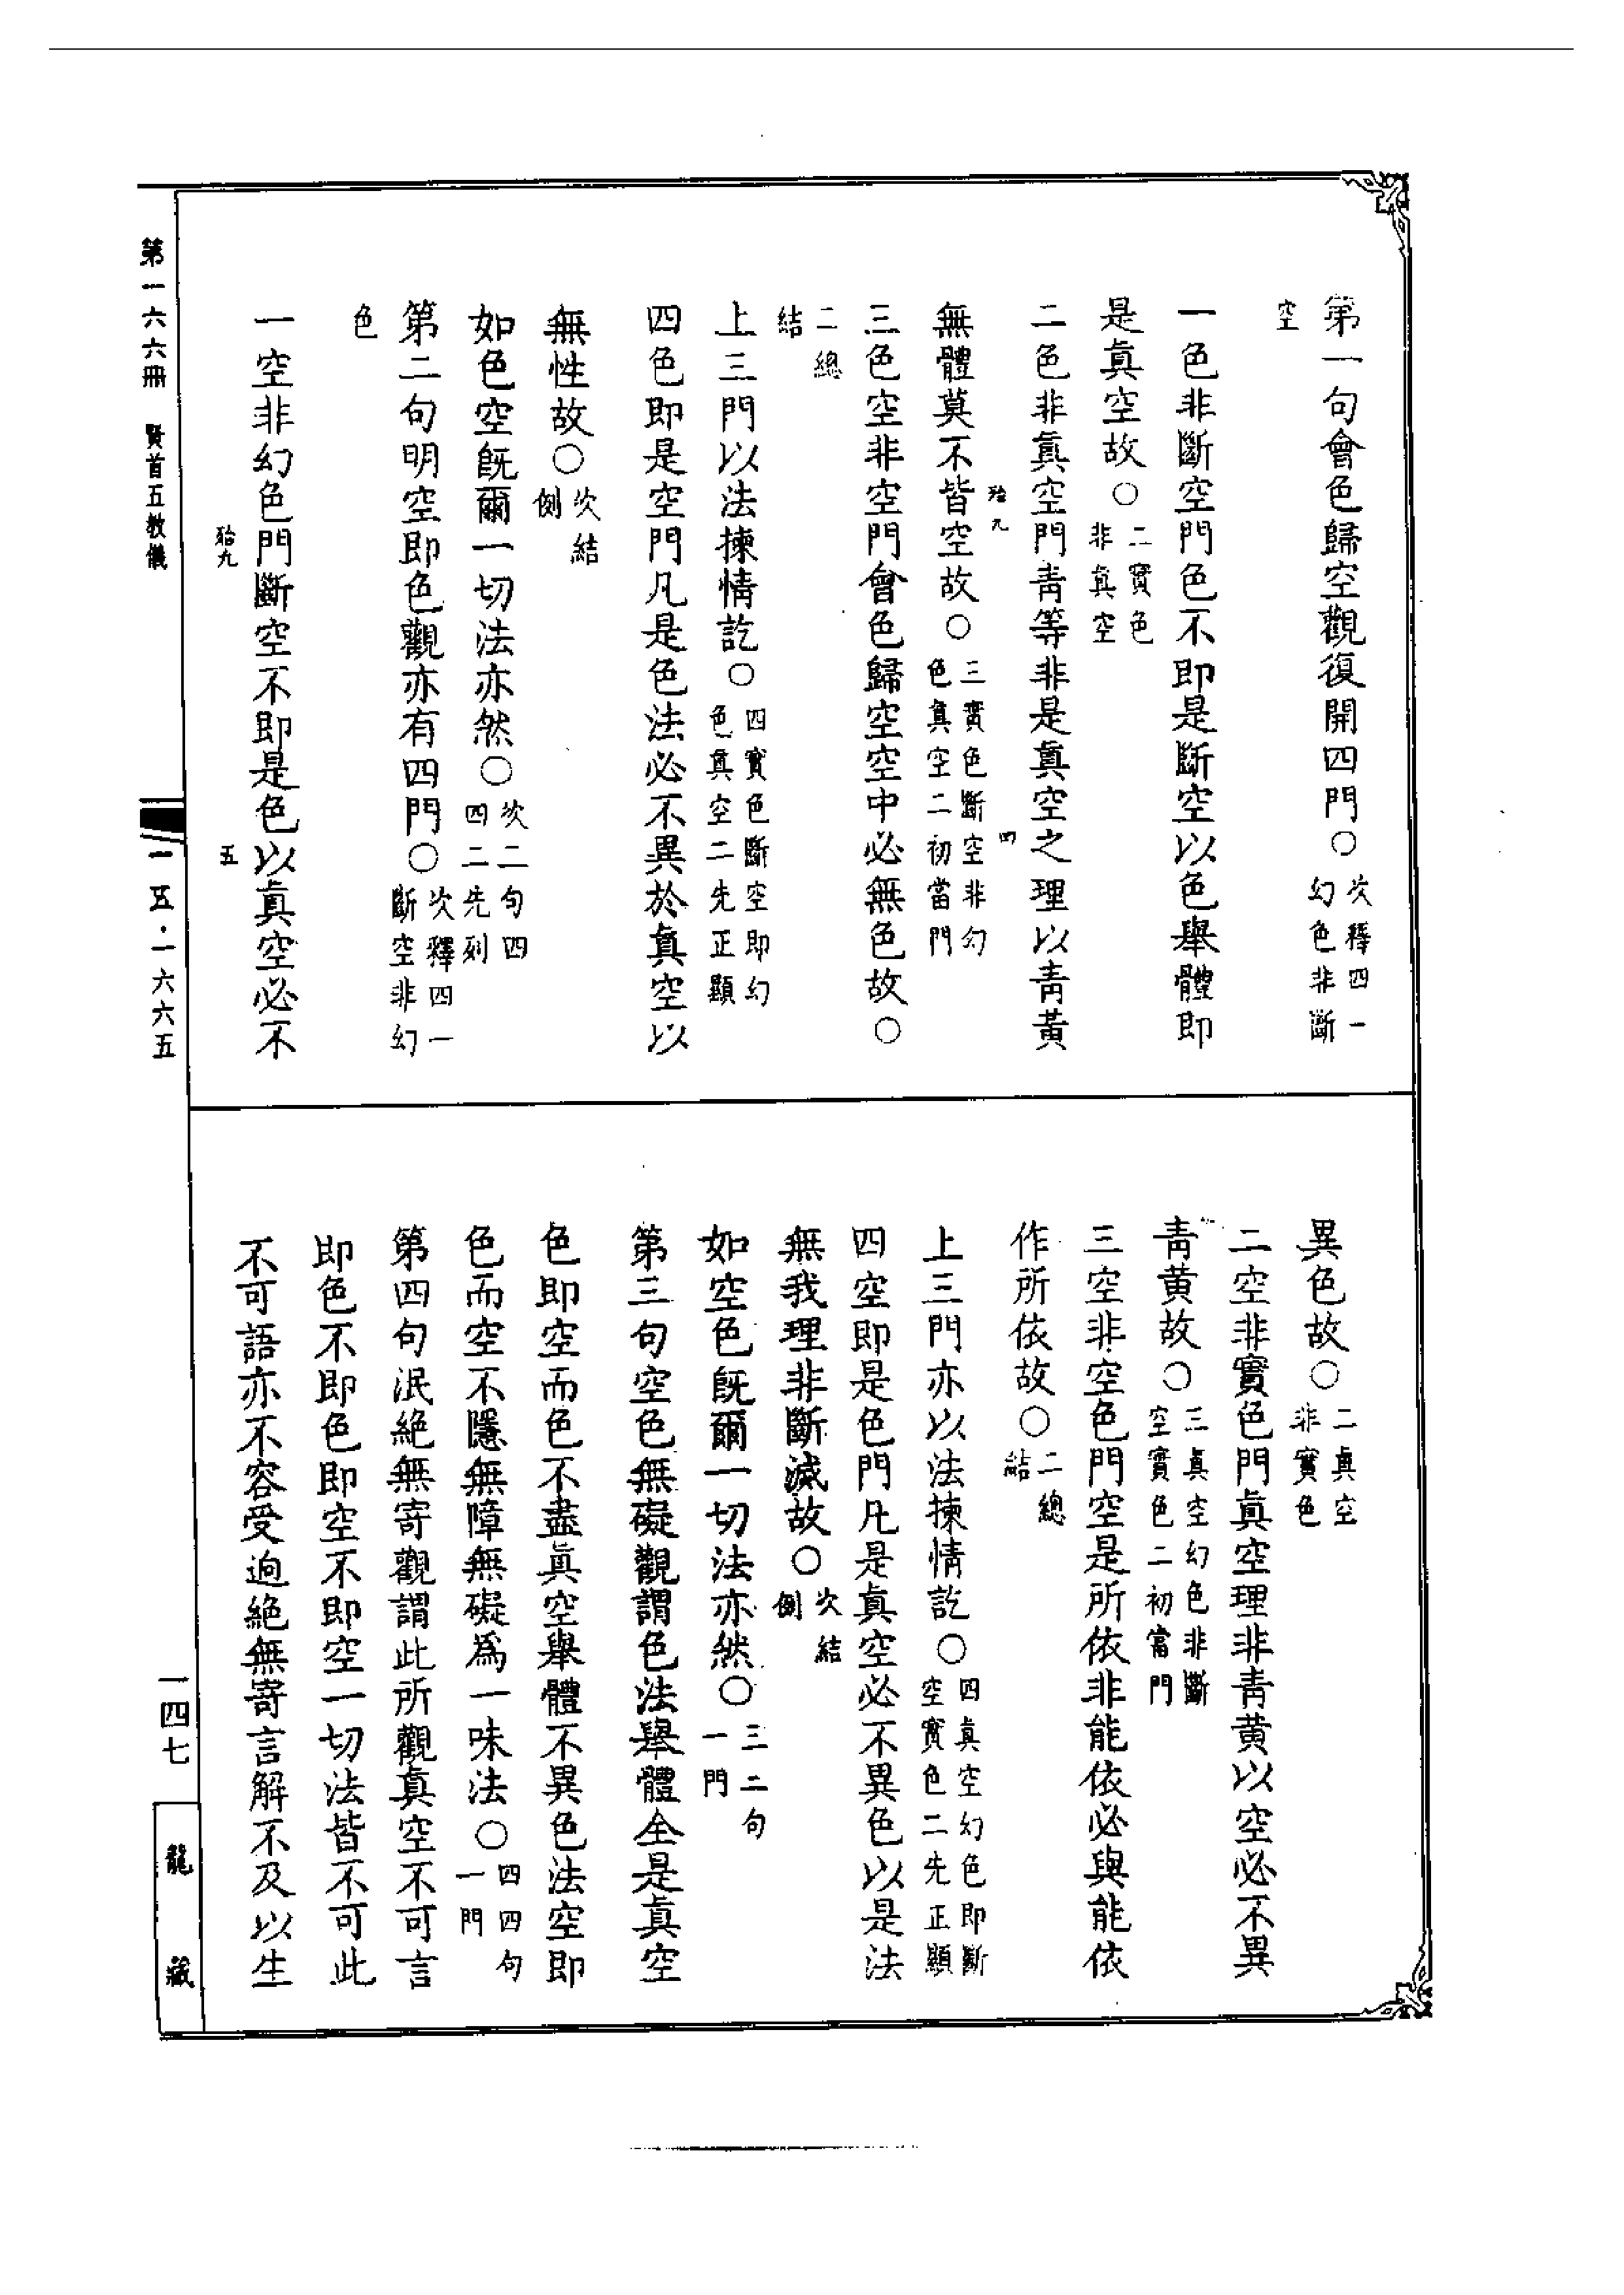 第一句會色歸空觀復開四門○次釋四一幻色非斷
空
一色非斷空門色不即是斷空以色舉體即
是真空故○二實色非真空
二色非真空門青等非是真空之理以青黃
無體莫不皆空故○三實色斷空非幻色真空二初當門
三色空非空門會色歸空空中必無色故○
二總結
上三門以法揀情訖○四實色斷空即幻色真空二先正顯
四色即是空門凡是色法必不異於真空以
無性故○次結例
如色空既爾一切法亦然○次二句四四二先列
第二句明空即色觀亦有四門○次釋四一斷空非幻
色
一空非幻色門斷空不即是色以真空必不
異色故○二真空非實色
二空非實色門真空理非青黃以空必不異
青黃故○三真空幻色非斷空實色二初當門
三空非空色門空是所依非能依必與能依
作所依故○二總結
上三門亦以法揀情訖○四真空幻色即斷空實色二先正顯
四空即是色門凡是真空必不異色以是法
無我理非斷滅故○次結例
如空色既爾一切法亦然○三二句一門
第三句空色無礙觀謂色法舉體全是真空
色即空而色不盡真空舉體不異色法空即
色而空不隱無障無礙為一味法○四四句一門
第四句泯絕無寄觀謂此所觀真空不可言
即色不即色即空不即空一切法皆不可此
不可語亦不容受迥絕無寄言解不及以生
四
五
第一六六冊 賢首五教儀
一五·一六六五
一四七
龍藏